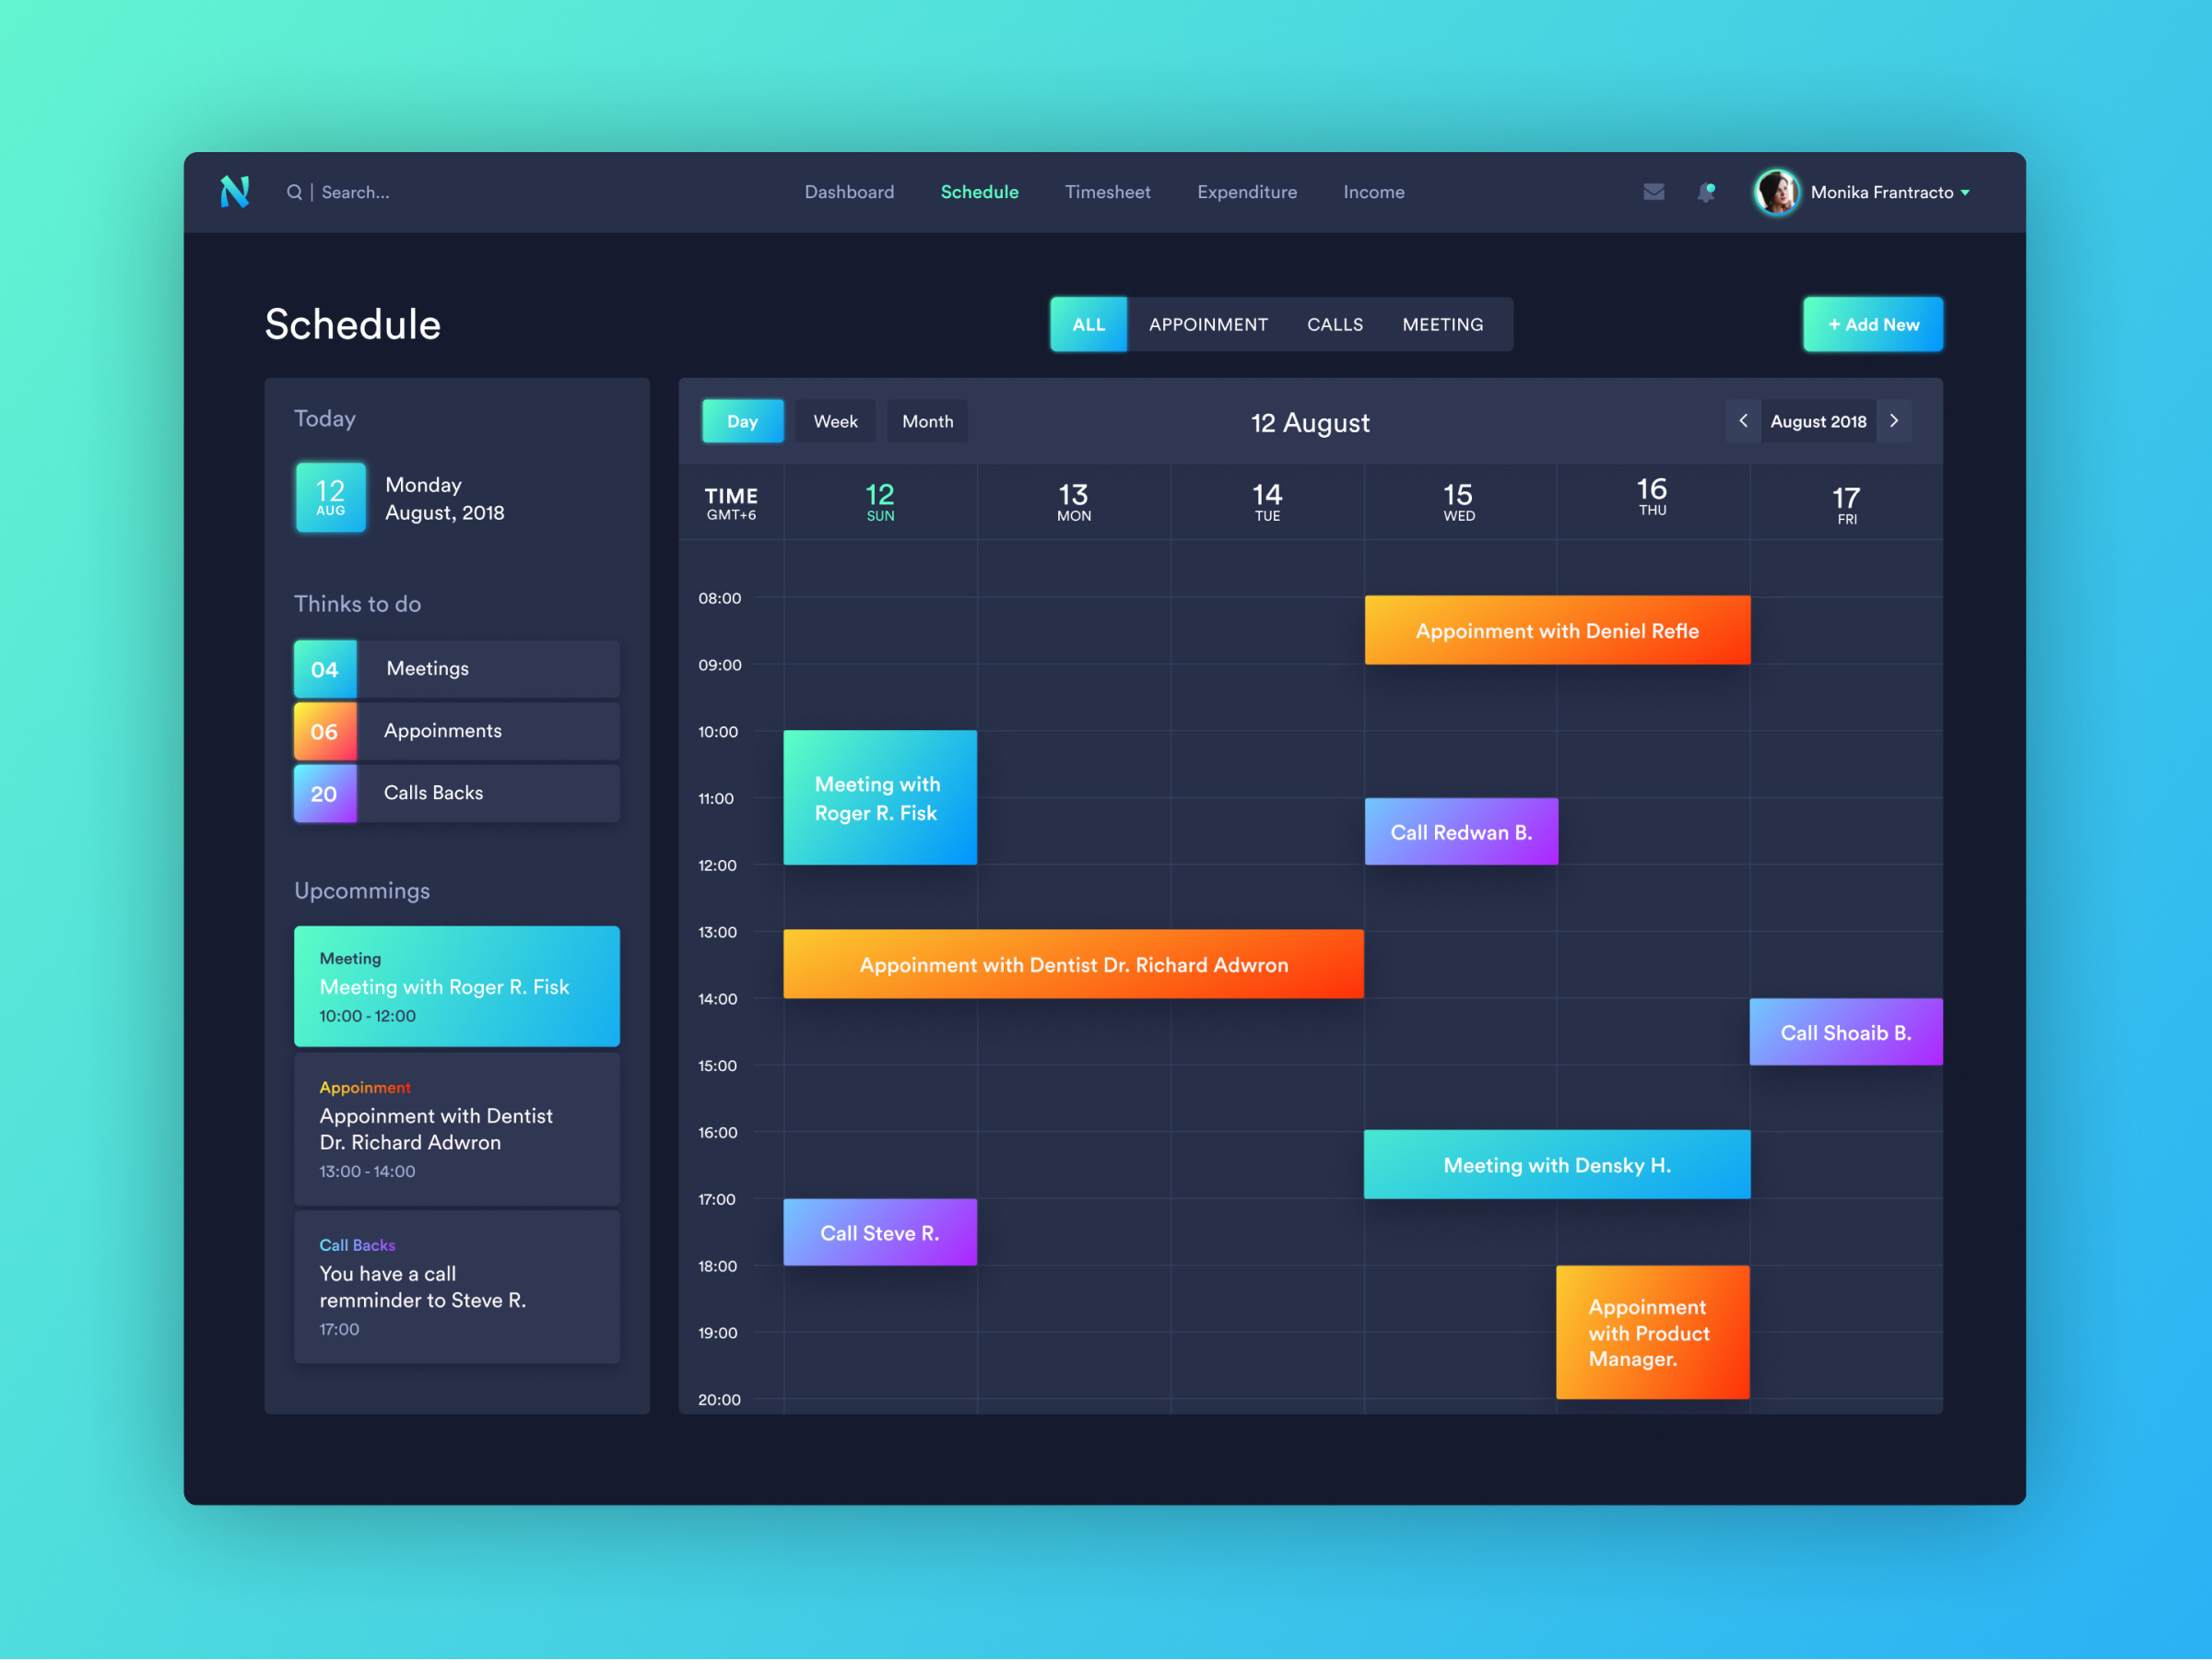 Search...
Dashboard
Schedule
Timesheet
Expenditure
Income
Monika Frantracto
Schedule
ALL
APPOINMENT
CALLS
MEETING
+ Add New
Today
12
AUG
Monday
August, 2018
Thinks to do
04
Meetings
06
Appoinments
20
Calls Backs
Upcommings
Meeting
Meeting with Roger R. Fisk
10:00 - 12:00
Appoinment
Appoinment with Dentist
Dr. Richard Adwron
13:00 - 14:00
Call Backs
You have a call
remminder to Steve R.
17:00
Day
Week
Month
12 August
August 2018
TIME
GMT+6
12
SUN
13
MON
14
TUE
15
WED
16
THU
17
FRI
08:00
Appoinment with Deniel Refle
09:00
10:00
Meeting with
Roger R. Fisk
11:00
Call Redwan B.
12:00
13:00
Appoinment with Dentist Dr. Richard Adwron
14:00
Call Shoaib B.
15:00
16:00
Meeting with Densky H.
17:00
Call Steve R.
18:00
Appoinment
with Product
Manager.
19:00
20:00